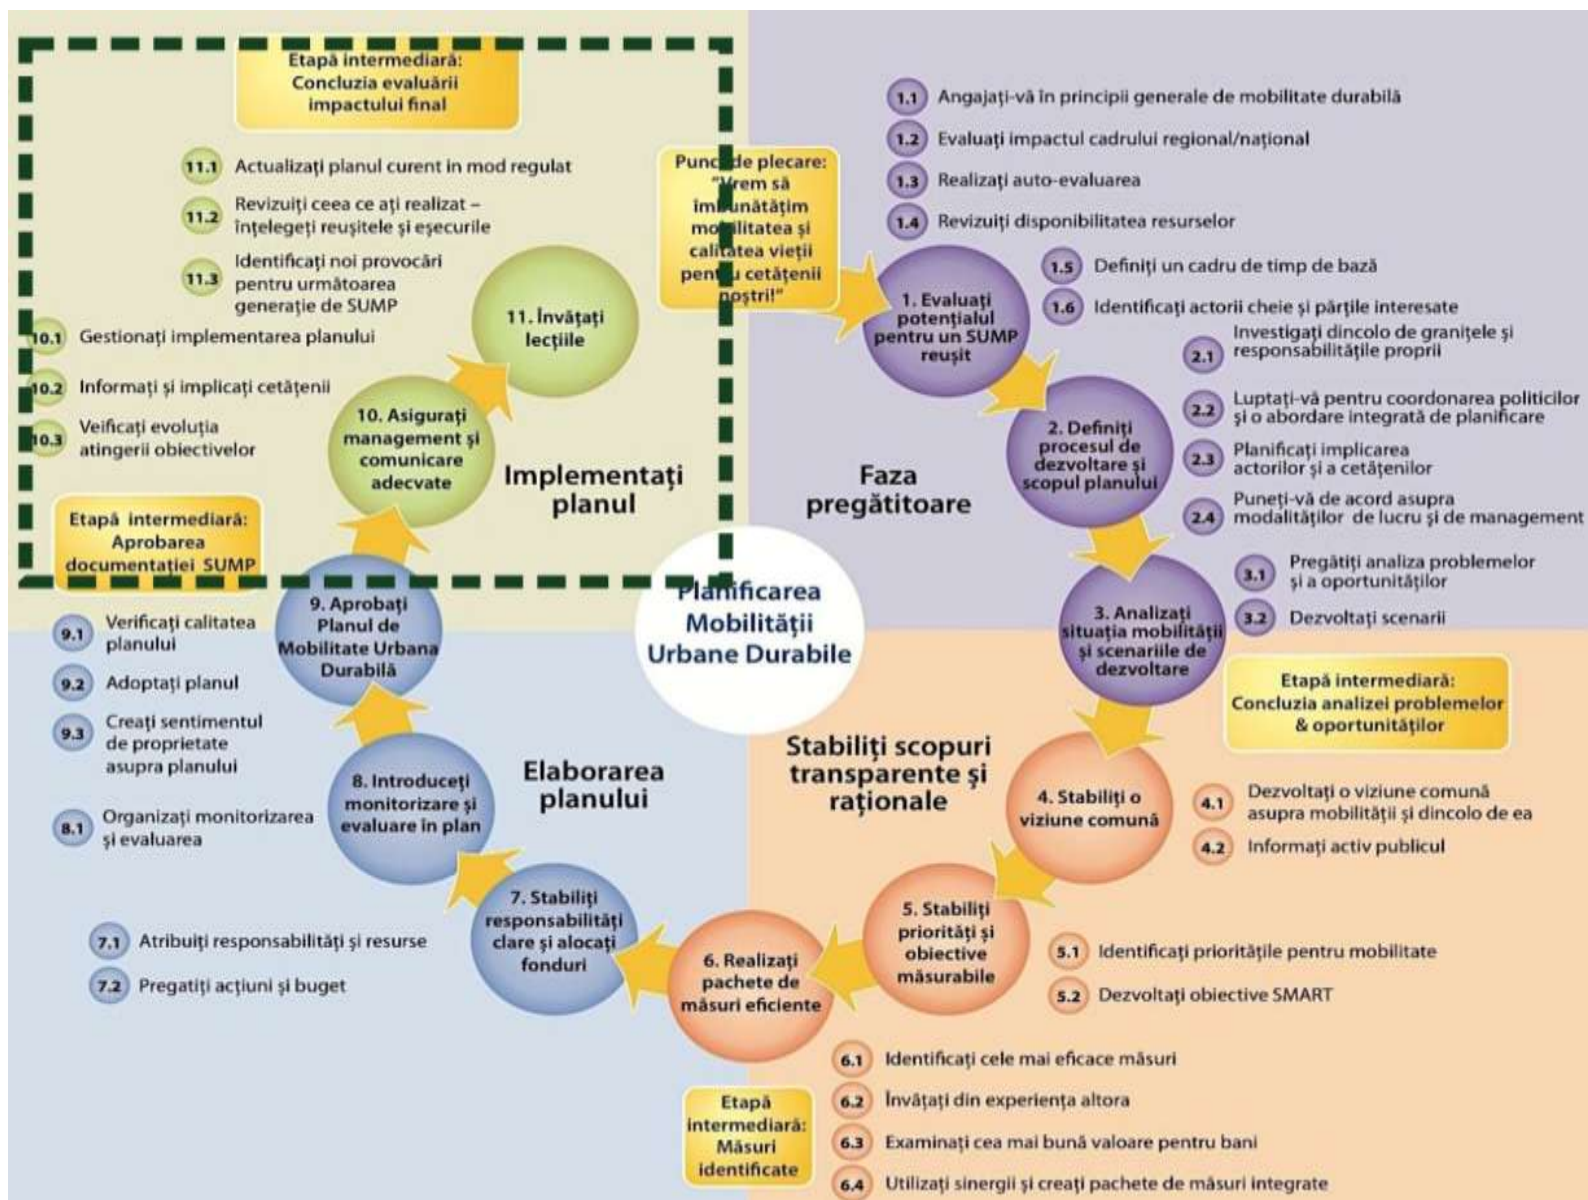 Etapă intermediară:
Concluzia evaluării
impactului final
11.1 Actualizați planul curent in mod regulat
11.2 Revizuiți ceea ce ați realizat –
înțelegeți reușitele și eșecurile
11.3 Identificați noi provocări
pentru următoarea
generație de SUMP
10.1 Gestionați implementarea planului
10.2 Informați și implicați cetățenii
10.3 Veificați evoluția
atingerii obiectivelor
11. Învățați
lecțiile
10. Asigurați
management și
comunicare
adecvate
Implementați
planul
Etapă intermediară:
Aprobarea
documentației SUMP
Punct de plecare:
"Vrem să
îmbunătățim
mobilitatea și
calitatea vieții
pentru cetățenii
noștri!"
1.1 Angajați-vă în principii generale de mobilitate durabilă
1.2 Evaluați impactul cadrului regional/național
1.3 Realizați auto-evaluarea
1.4 Revizuiți disponibilitatea resurselor
1.5 Definiți un cadru de timp de bază
1.6 Identificați actorii cheie și părțile interesate
1. Evaluați
potențialul
pentru un SUMP
reușit
2.1 Investigați dincolo de granițele și
responsabilitățile proprii
2.2 Luptați-vă pentru coordonarea politicilor
și o abordare integrată de planificare
2.3 Planificați implicarea
actorilor și a cetățenilor
2.4 Puneți-vă de acord asupra
modalităților de lucru și de management
2. Definiți
procesul de
dezvoltare și
scopul planului
Faza
pregătitoare
3.1 Pregătiți analiza problemelor
și a oportunităților
3.2 Dezvoltați scenarii
3. Analizați
situația mobilității
și scenariile de
dezvoltare
Etapă intermediară:
Concluzia analizei problemelor
& oportunităților
Planificarea
Mobilității
Urbane Durabile
Stabiliți scopuri
transparente și
raționale
4. Stabiliți o
viziune comună
4.1 Dezvoltați o viziune comună
asupra mobilității și dincolo de ea
4.2 Informați activ publicul
5. Stabiliți
priorități și
obiective
măsurabile
5.1 Identificați prioritățile pentru mobilitate
5.2 Dezvoltați obiective SMART
6. Realizați
pachete de
măsuri eficiente
6.1 Identificați cele mai eficace măsuri
6.2 Învățați din experiența altora
6.3 Examinați cea mai bună valoare pentru bani
6.4 Utilizați sinergii și creați pachete de măsuri integrate
Etapă
intermediară:
Măsuri
identificate
Elaborarea
planului
7. Stabiliți
responsabilități
clare și alocați
fonduri
7.1 Atribuiți responsabilități și resurse
7.2 Pregatiți acțiuni și buget
8. Introduceți
monitorizare și
evaluare în plan
8.1 Organizați monitorizarea
și evaluarea
9. Aprobați
Planul de
Mobilitate Urbana
Durabilă
9.1 Verificați calitatea
planului
9.2 Adoptați planul
9.3 Creați sentimentul
de proprietate
asupra planului